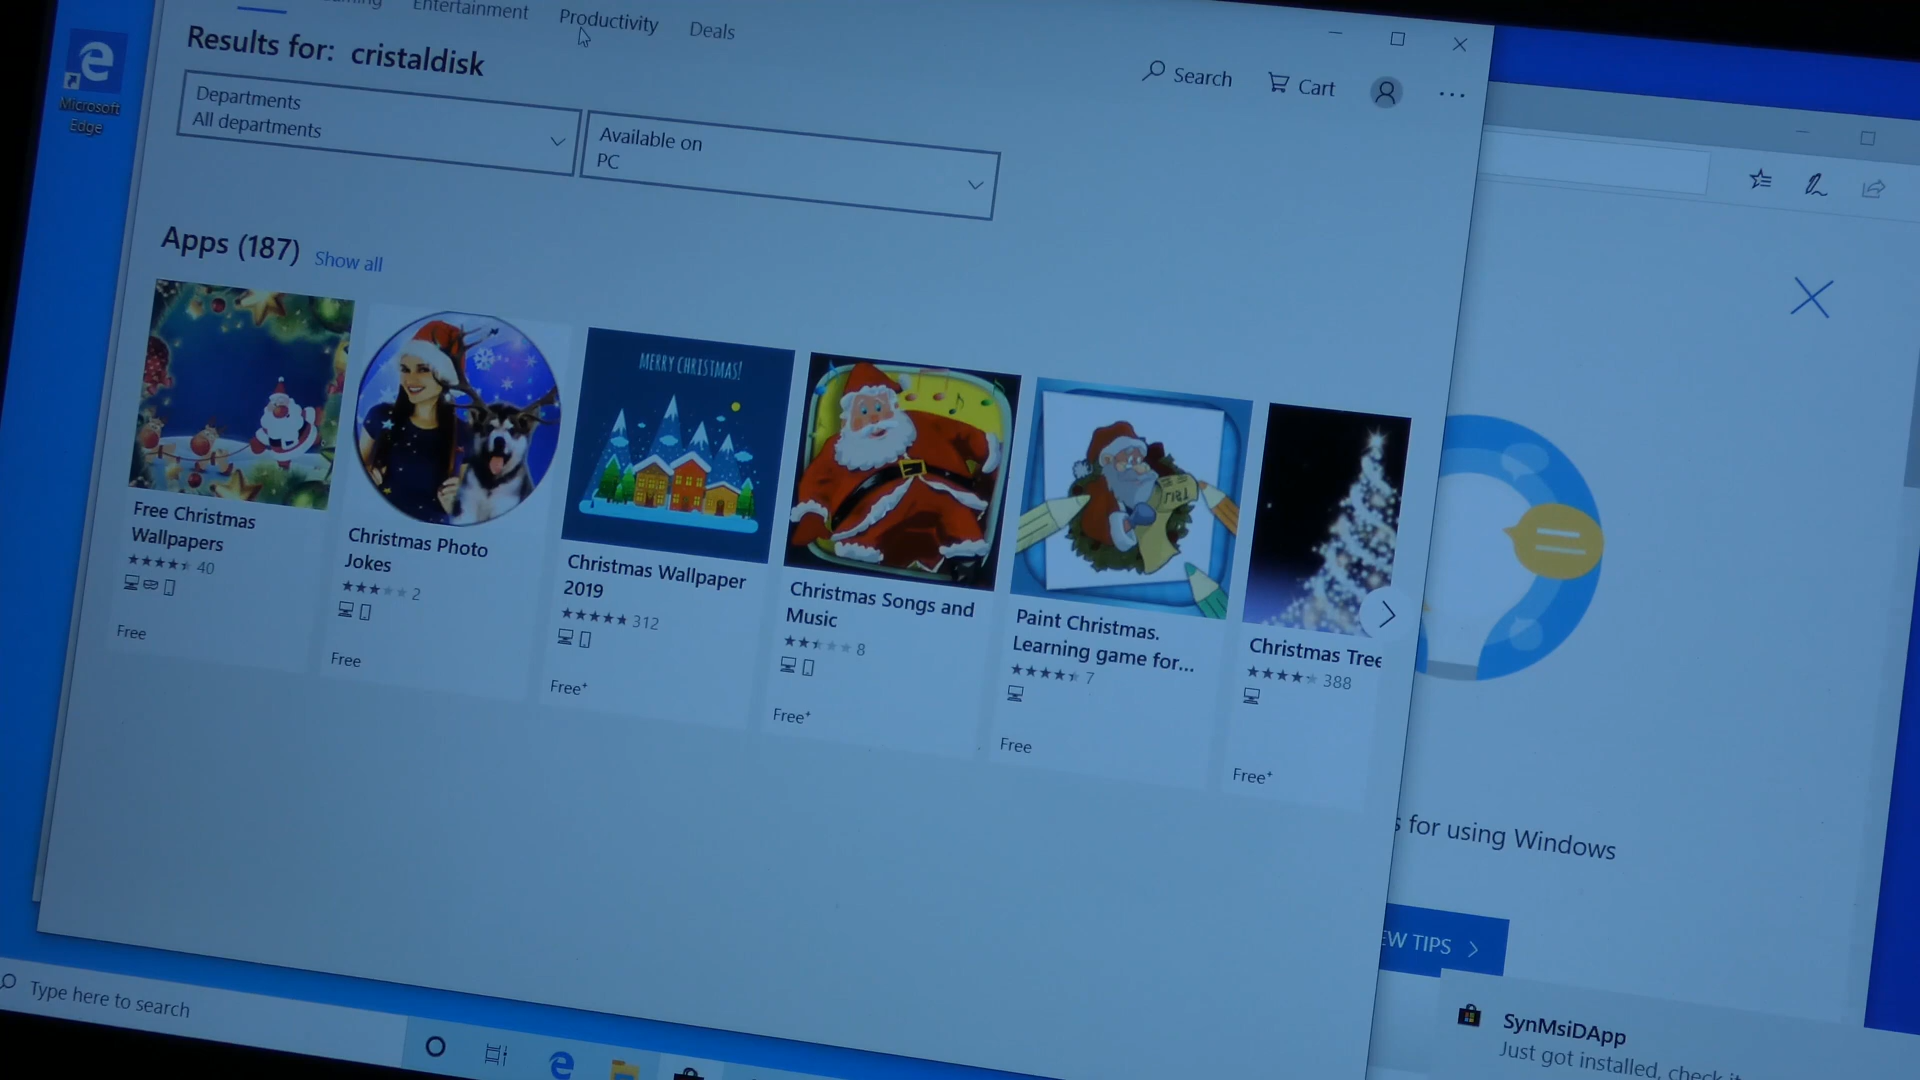 Entertainment
Productivity
Deals
Results for: cristaldisk
Search
Cart
Microsoft
Edge
Departments
All departments
Available on
PC
Apps (187)
Show all
MERRY CHRISTMAS!
Free Christmas
Wallpapers
40
Free
Christmas Photo
Jokes
2
Free
Christmas Wallpaper
2019
312
Free+
Christmas Songs and
Music
8
Free+
Paint Christmas.
Learning game for...
7
Free
Christmas Tree
388
Free+
for using Windows
TIPS
Type here to search
SynMsiDApp
Just got installed, check